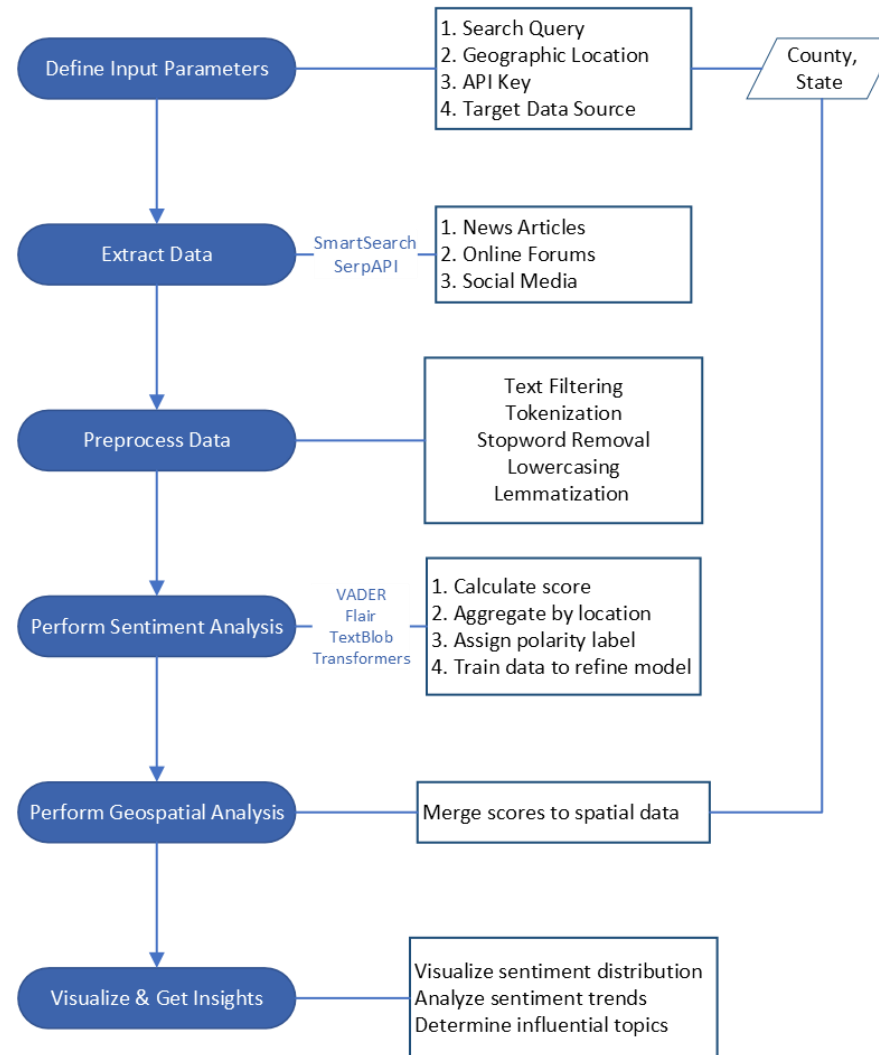 Define Input Parameters
1. Search Query
2. Geographic Location
3. API Key
4. Target Data Source
County,
State
Extract Data
SmartSearch
SerpAPI
1. News Articles
2. Online Forums
3. Social Media
Preprocess Data
Text Filtering
Tokenization
Stopword Removal
Lowercasing
Lemmatization
Perform Sentiment Analysis
VADER
Flair
TextBlob
Transformers
1. Calculate score
2. Aggregate by location
3. Assign polarity label
4. Train data to refine model
Perform Geospatial Analysis
Merge scores to spatial data
Visualize & Get Insights
Visualize sentiment distribution
Analyze sentiment trends
Determine influential topics